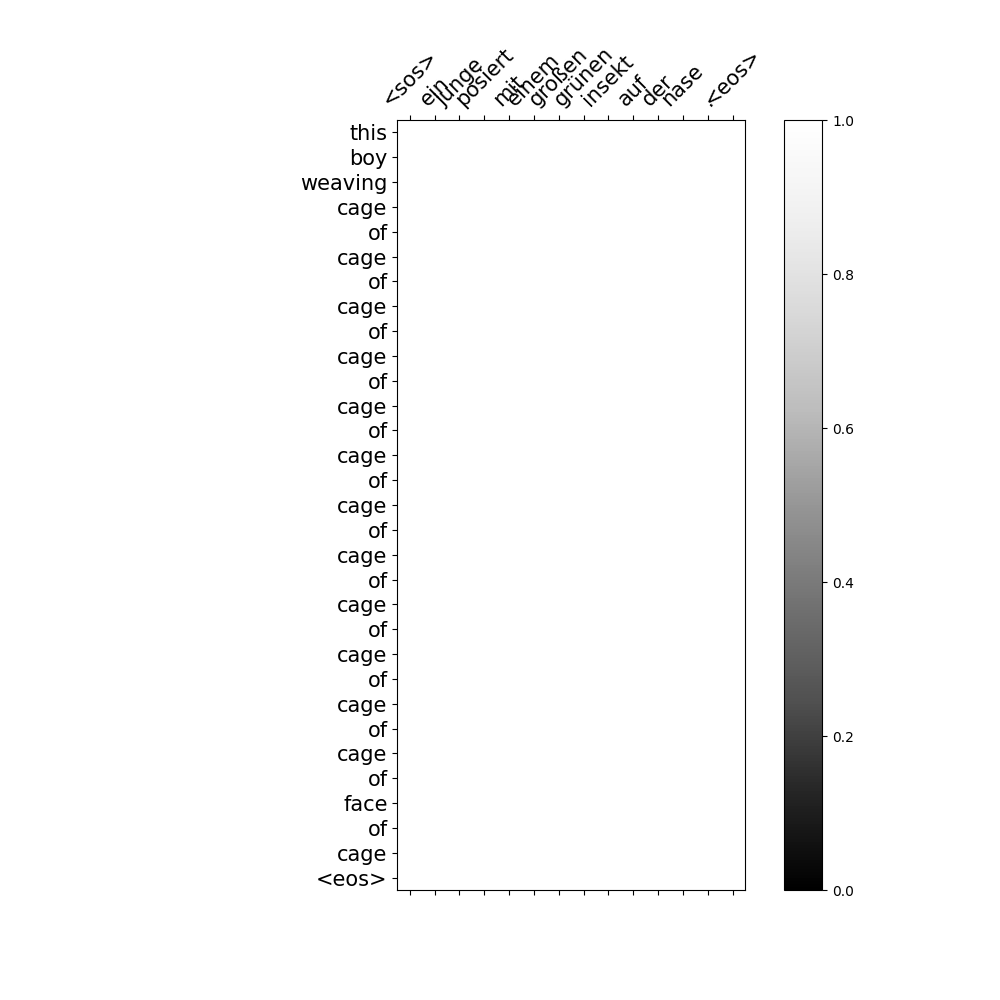 <sos> ein junge posiert mit einem großen grünen insekt auf der nase . <eos>
this
boy
weaving
cage
of
cage
of
cage
of
cage
of
cage
of
cage
of
cage
of
cage
of
cage
of
cage
of
cage
of
cage
of
face
of
cage
<eos>
1.0
0.8
0.6
0.4
0.2
0.0